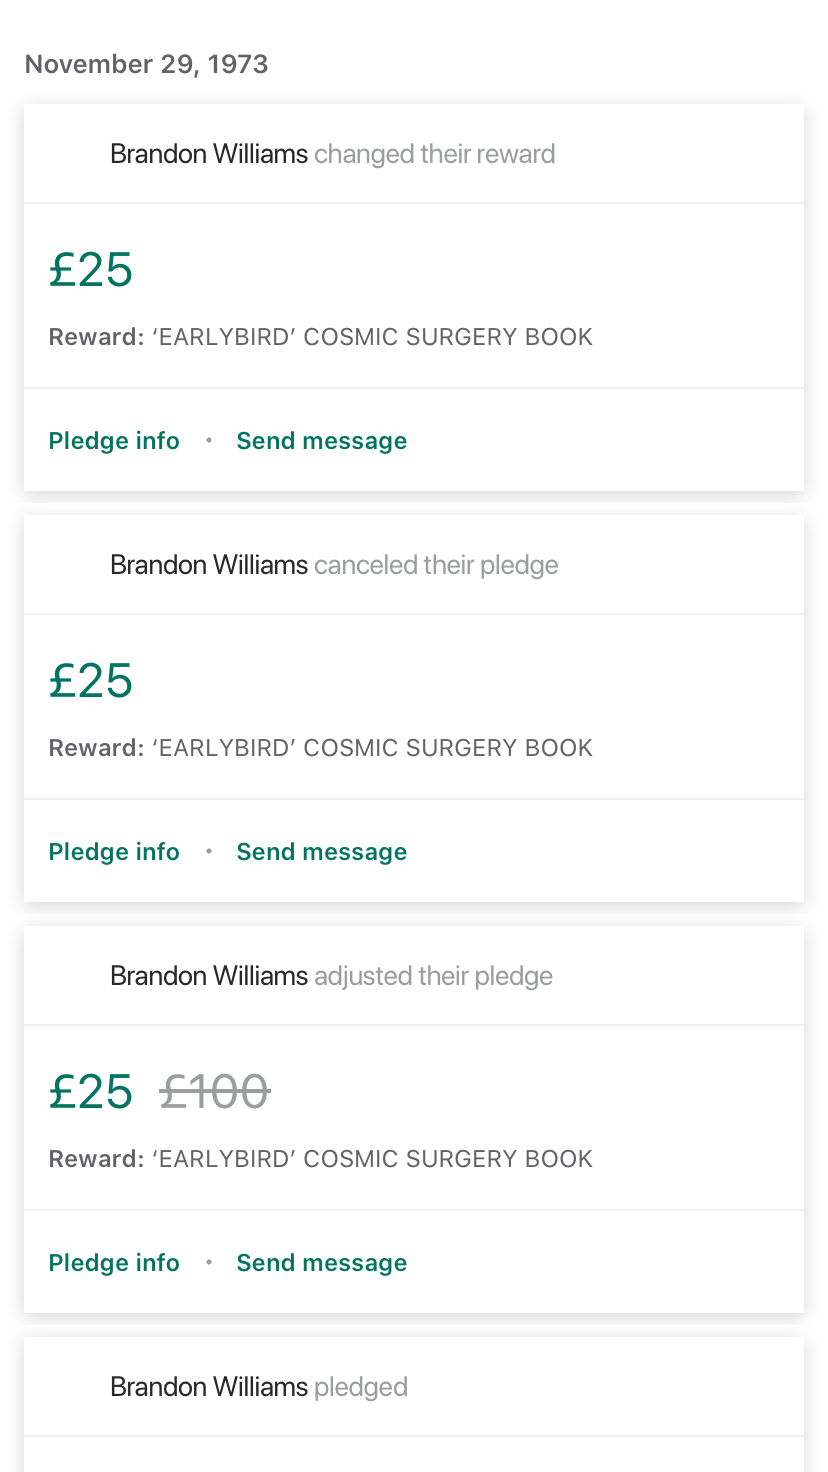 November 29, 1973
Brandon Williams changed their reward
£25
Reward: ‘EARLYBIRD’ COSMIC SURGERY BOOK
Pledge info • Send message
Brandon Williams canceled their pledge
£25
Reward: ‘EARLYBIRD’ COSMIC SURGERY BOOK
Pledge info • Send message
Brandon Williams adjusted their pledge
£25 £100
Reward: ‘EARLYBIRD’ COSMIC SURGERY BOOK
Pledge info • Send message
Brandon Williams pledged